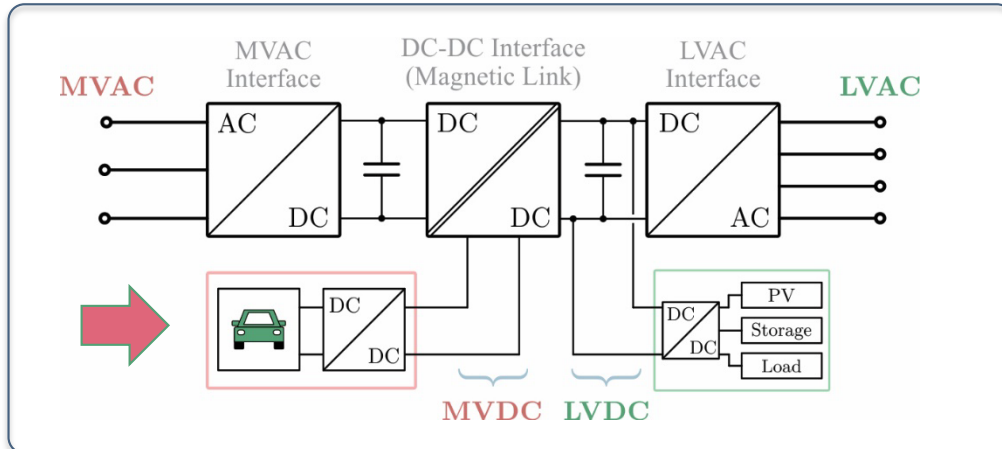 MVAC
Interface
DC-DC Interface
(Magnetic Link)
LVAC
Interface
MVAC
LVAC
AC
DC
DC
DC
DC
AC
DC
DC
DC
DC
PV
Storage
Load
MVDC
LVDC